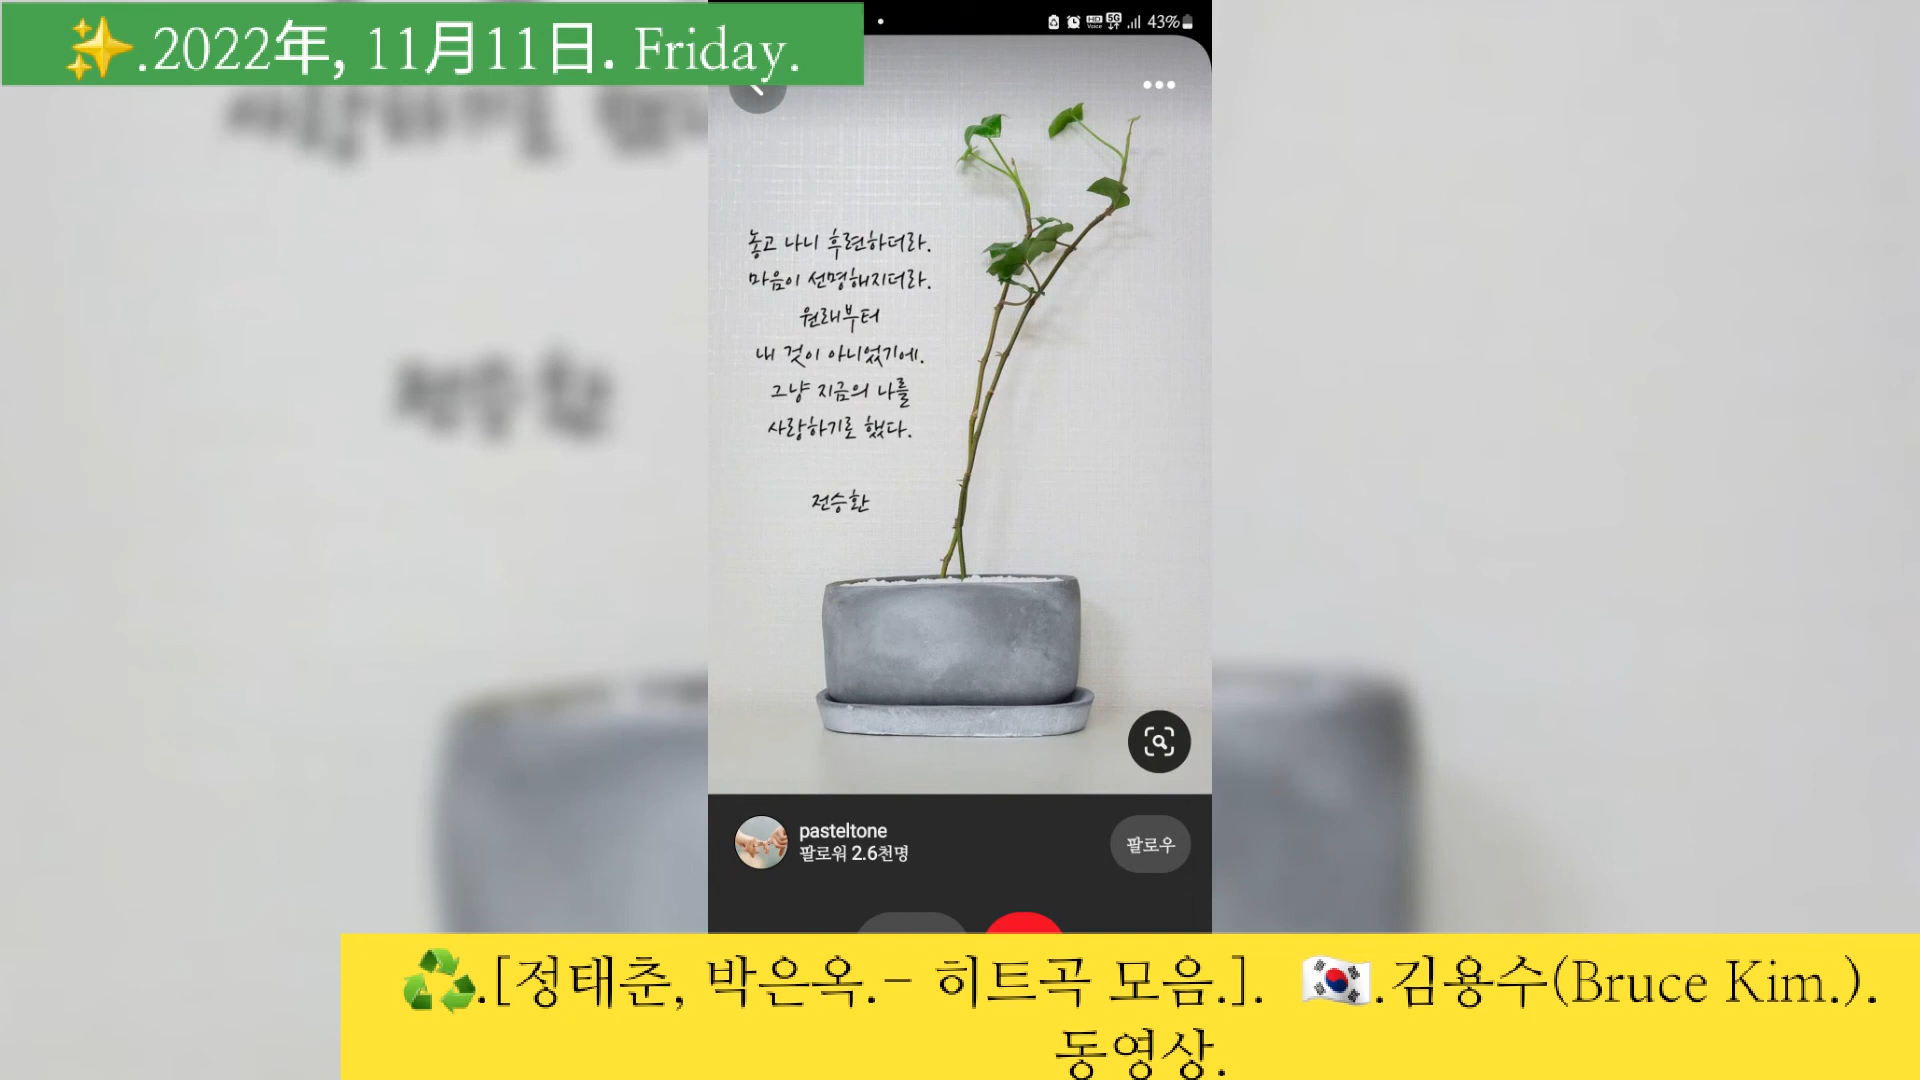 ✨.2022年, 11月11日. Friday.
43%
놓고 나니 후련하더라.
마음이 선명해지더라.
원래부터
내 것이 아니었기에.
그냥 지금의 나를
사랑하기로 했다.
전승환
pasteltone
팔로워 2.6천명
팔로우
♻️.[정태춘, 박은옥.- 히트곡 모음.]. 🇰🇷.김용수(Bruce Kim.).
동영상.